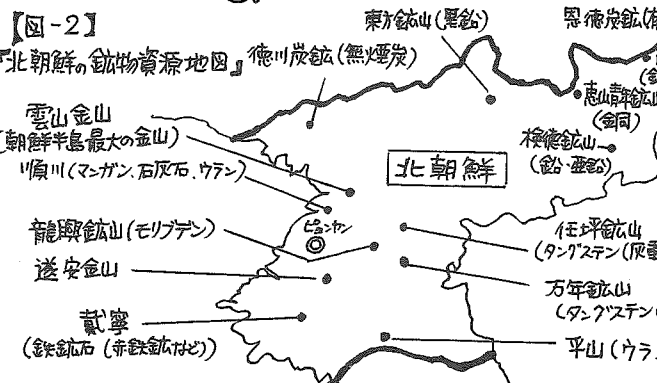 【図-2】
『北朝鮮の鉱物資源地図』
徳川炭鉱(無煙炭)
東方鉱山(亜鉛)
恩徳炭鉱(有
雲山金山
(朝鮮半島最大の金山)
順川(マンガン、石灰石、ウラン)
龍興鉱山(モリブデン)
遂安金山
載寧
(鉄鉱石(赤鉄鉱など))
北朝鮮
ピョンヤン
恵山青年鉱山
(金同)
検徳鉱山
(鉛・亜鉛)
任坪鉱山
(タングステン(灰重
万年鉱山
(タングステン(
平山(ウラ